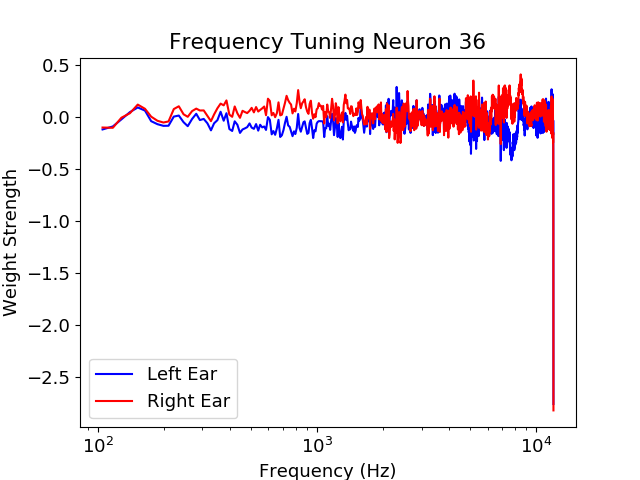 Frequency Tuning Neuron 36
Weight Strength
0.5
0.0
−0.5
−1.0
−1.5
−2.0
−2.5
Left Ear
Right Ear
10²
10³
10⁴
Frequency (Hz)